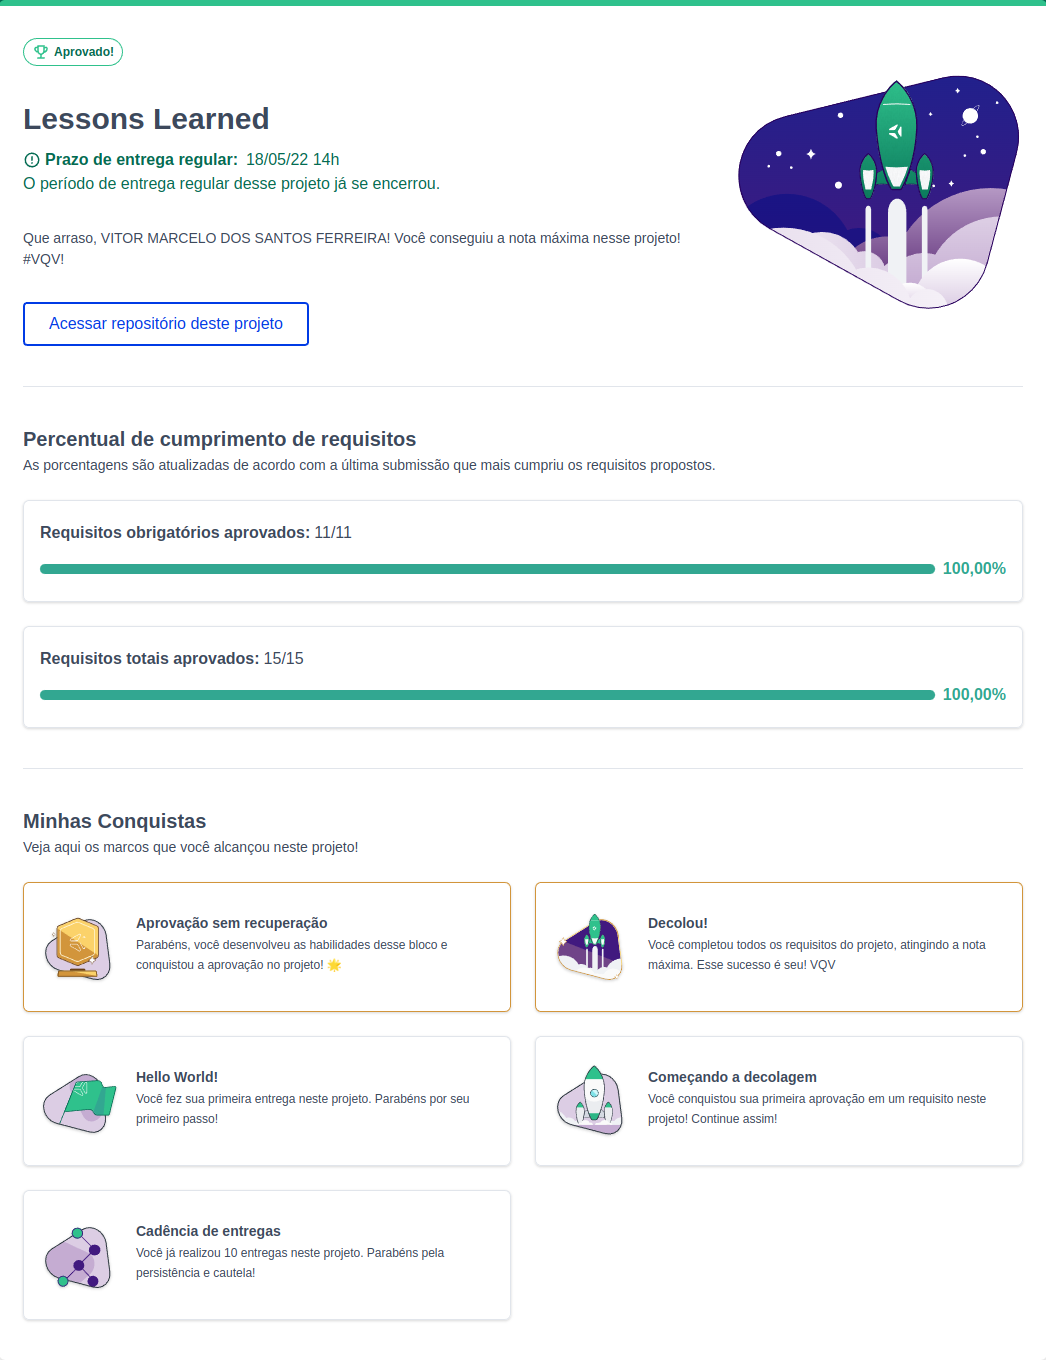 Aprovado!
Lessons Learned
Prazo de entrega regular: 18/05/22 14h
O período de entrega regular desse projeto já se encerrou.
Que arraso, VITOR MARCELO DOS SANTOS FERREIRA! Você conseguiu a nota máxima nesse projeto!
#VQV!
Acessar repositório deste projeto
Percentual de cumprimento de requisitos
As porcentagens são atualizadas de acordo com a última submissão que mais cumpriu os requisitos propostos.
Requisitos obrigatórios aprovados: 11/11
100,00%
Requisitos totais aprovados: 15/15
100,00%
Minhas Conquistas
Veja aqui os marcos que você alcançou neste projeto!
Aprovação sem recuperação
Parabéns, você desenvolveu as habilidades desse bloco e
conquistou a aprovação no projeto! 🌟
Decolou!
Você completou todos os requisitos do projeto, atingindo a nota
máxima. Esse sucesso é seu! VQV
Hello World!
Você fez sua primeira entrega neste projeto. Parabéns por seu
primeiro passo!
Começando a decolagem
Você conquistou sua primeira aprovação em um requisito neste
projeto! Continue assim!
Cadência de entregas
Você já realizou 10 entregas neste projeto. Parabéns pela
persistência e cautela!